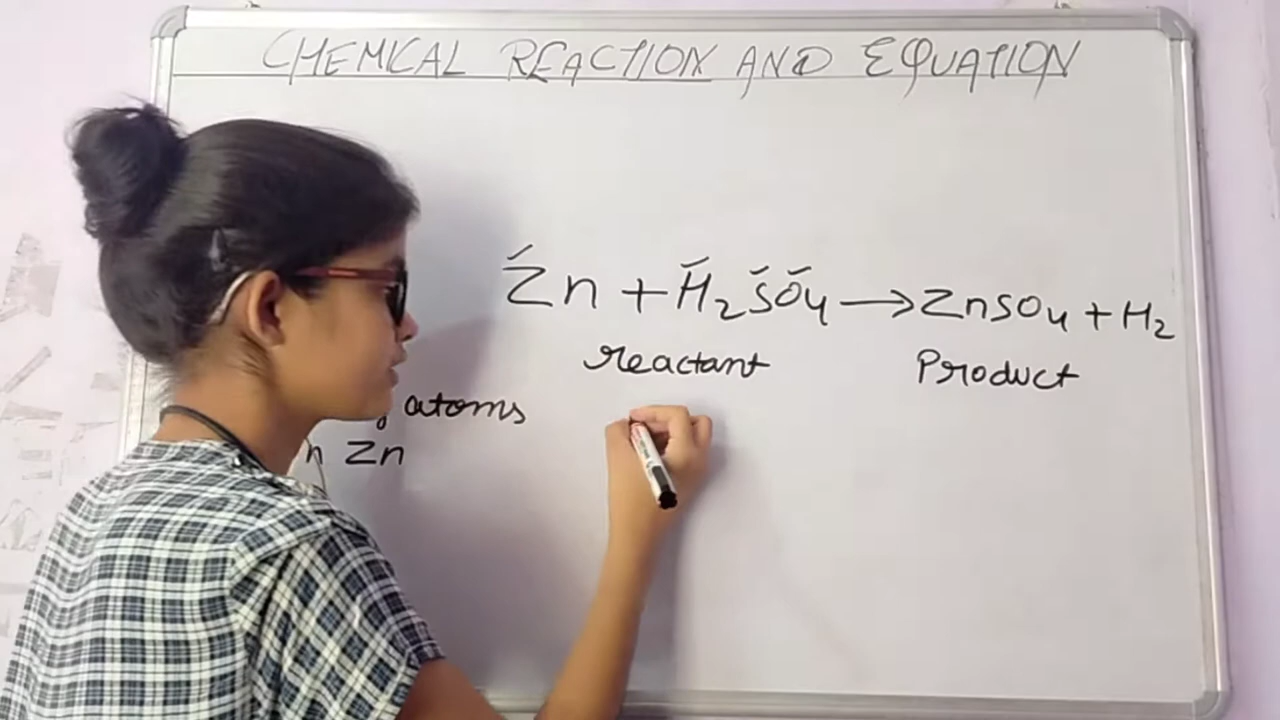 CHEMICAL REACTION AND EQUATION
Zn + H₂SO₄ → ZnSO₄ + H₂
reactant Product
atoms
Zn